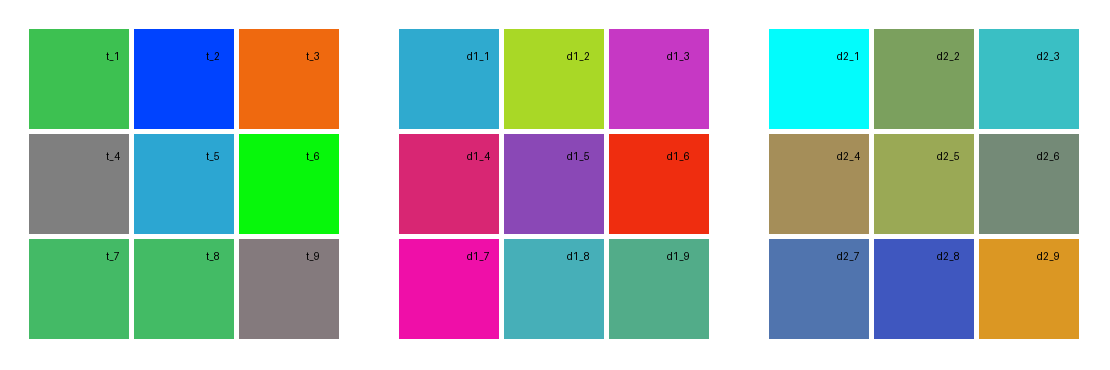 t_1 t_2 t_3 d1_1 d1_2 d1_3 d2_1 d2_2 d2_3
t_4 t_5 t_6 d1_4 d1_5 d1_6 d2_4 d2_5 d2_6
t_7 t_8 t_9 d1_7 d1_8 d1_9 d2_7 d2_8 d2_9